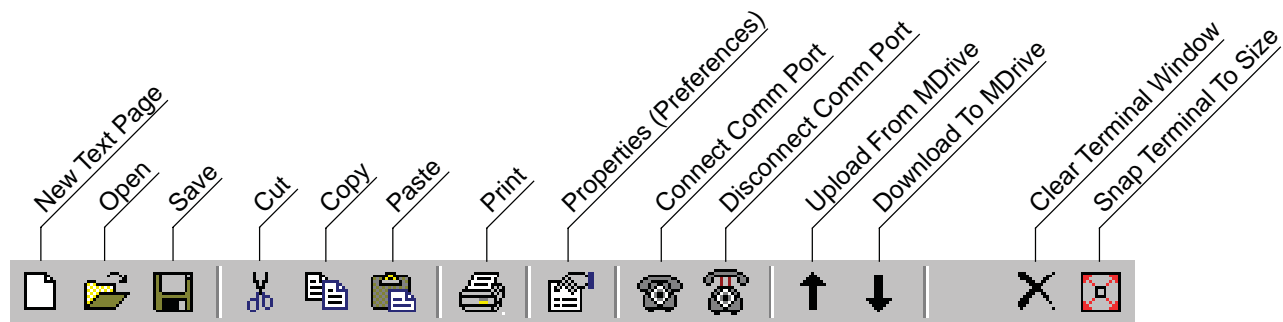 New Text Page
Open
Save
Cut
Copy
Paste
Print
Properties (Preferences)
Connect Comm Port
Disconnect Comm Port
Upload From MDrive
Download To MDrive
Clear Terminal Window
Snap Terminal To Size